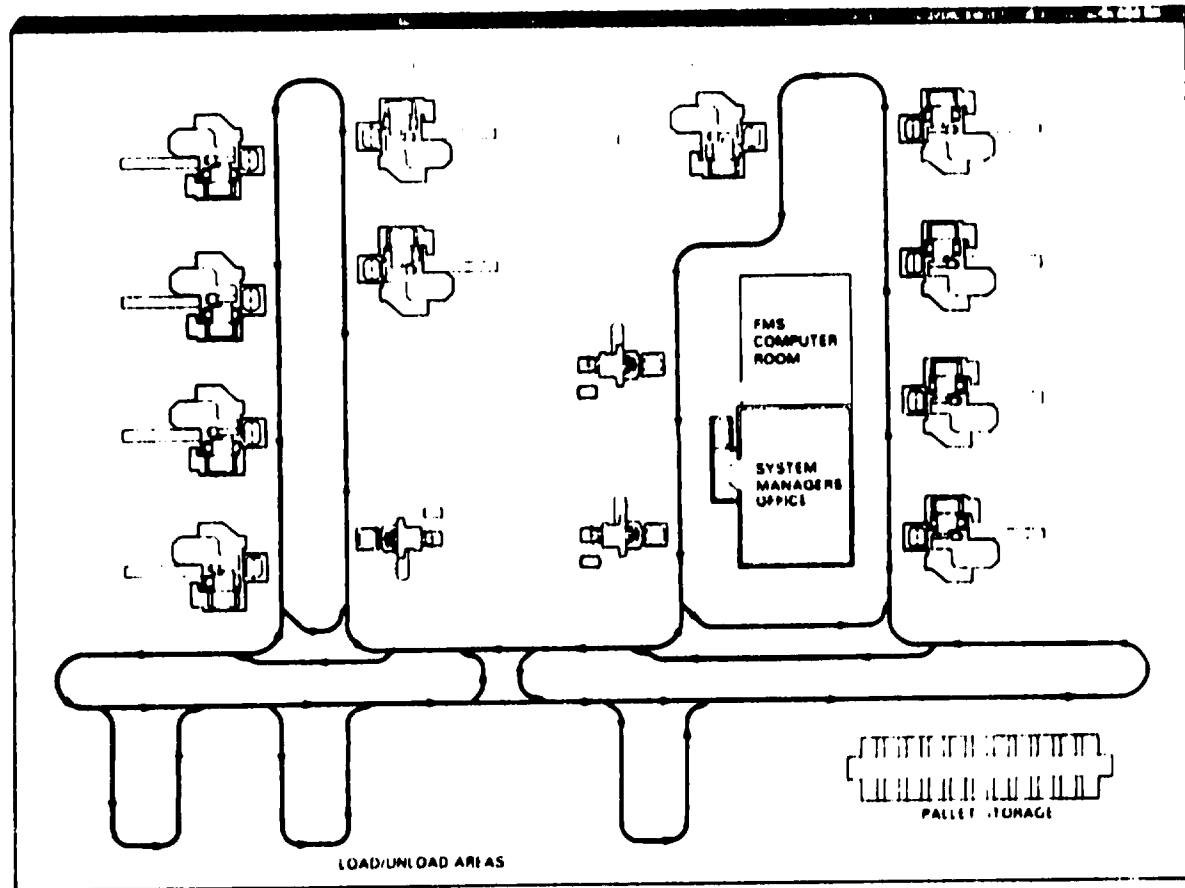 FMS
COMPUTER
ROOM
SYSTEM
MANAGERS
OFFICE
PALLET STORAGE
LOAD/UNLOAD AREAS